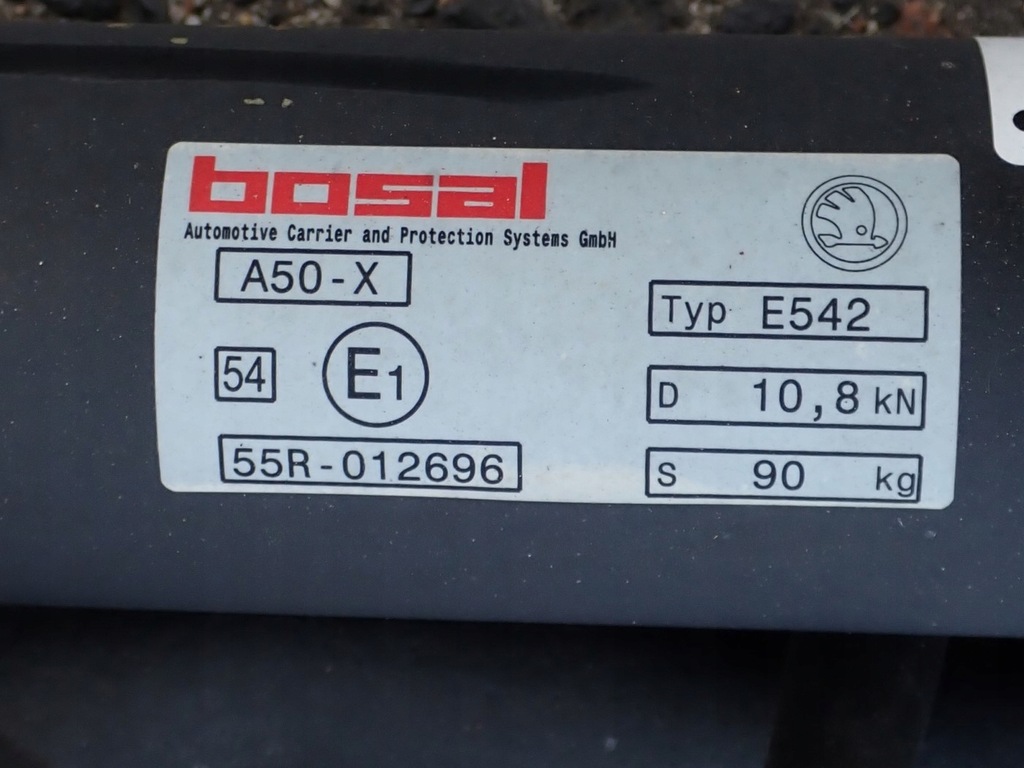 bosal
Automotive Carrier and Protection Systems GmbH
A50-X
Typ E542
54 E1
D 10,8 kN
55R-012696
S 90 kg